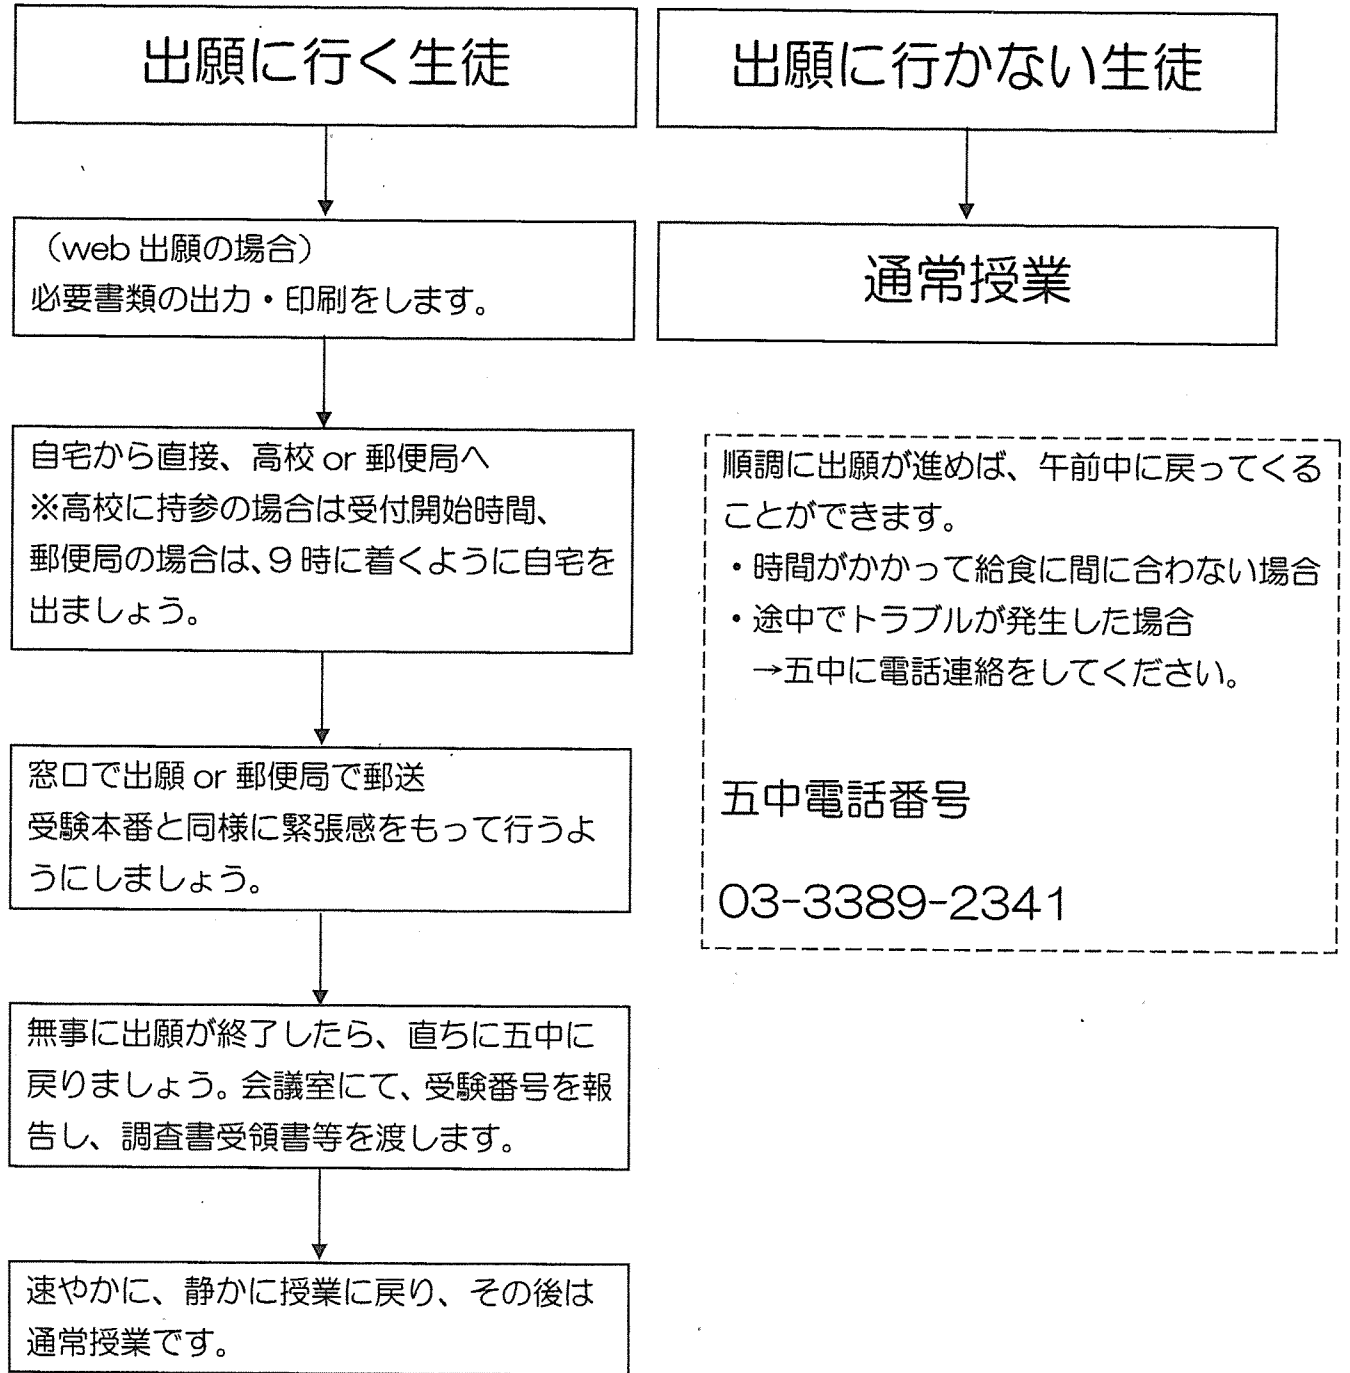 出願に行く生徒
（web 出願の場合）
必要書類の出力・印刷をします。
自宅から直接、高校 or 郵便局へ
※高校に持参の場合は受付開始時間、
郵便局の場合は、9 時に着くように自宅を
出ましょう。
窓口で出願 or 郵便局で郵送
受験本番と同様に緊張感をもって行うよ
うにしましょう。
無事に出願が終了したら、直ちに五中に
戻りましょう。会議室にて、受験番号を報
告し、調査書受領書等を渡します。
速やかに、静かに授業に戻り、その後は
通常授業です。
出願に行かない生徒
通常授業
順調に出願が進めば、午前中に戻ってくる
ことができます。
・時間がかかって給食に間に合わない場合
・途中でトラブルが発生した場合
→五中に電話連絡をしてください。
五中電話番号
03-3389-2341